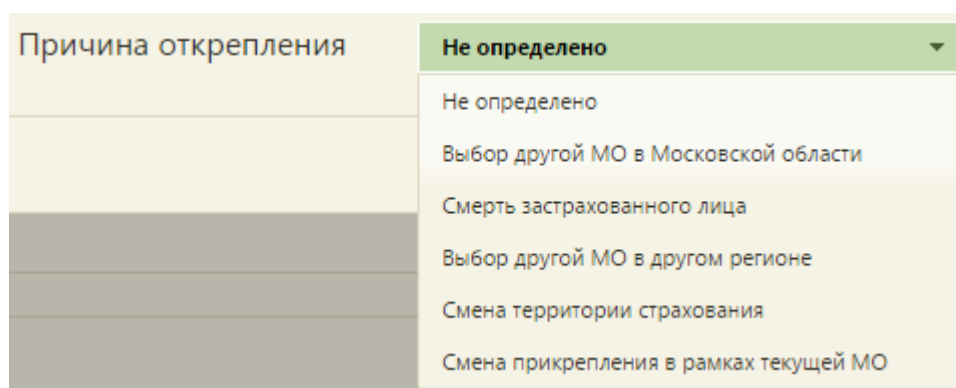 Причина открепления
Не определено
Не определено
Выбор другой МО в Московской области
Смерть застрахованного лица
Выбор другой МО в другом регионе
Смена территории страхования
Смена прикрепления в рамках текущей МО